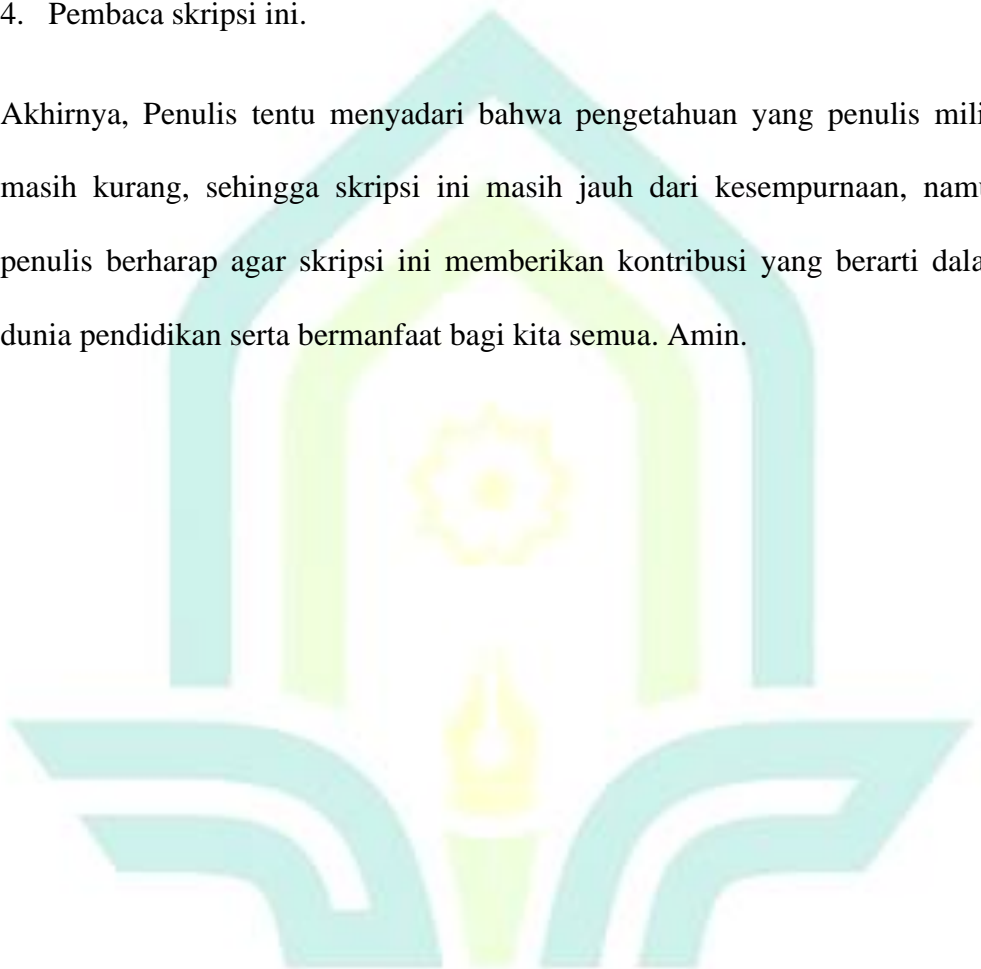 4. Pembaca skripsi ini.
Akhirnya, Penulis tentu menyadari bahwa pengetahuan yang penulis mili
masih kurang, sehingga skripsi ini masih jauh dari kesempurnaan, namu
penulis berharap agar skripsi ini memberikan kontribusi yang berarti dala
dunia pendidikan serta bermanfaat bagi kita semua. Amin.